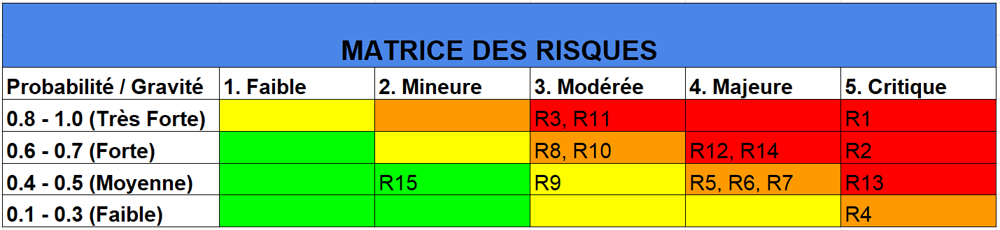 MATRICE DES RISQUES
Probabilité / Gravité 1. Faible 2. Mineure 3. Modérée 4. Majeure 5. Critique
0.8 - 1.0 (Très Forte) R3, R11 R1
0.6 - 0.7 (Forte) R8, R10 R12, R14 R2
0.4 - 0.5 (Moyenne) R15 R9 R5, R6, R7 R13
0.1 - 0.3 (Faible) R4